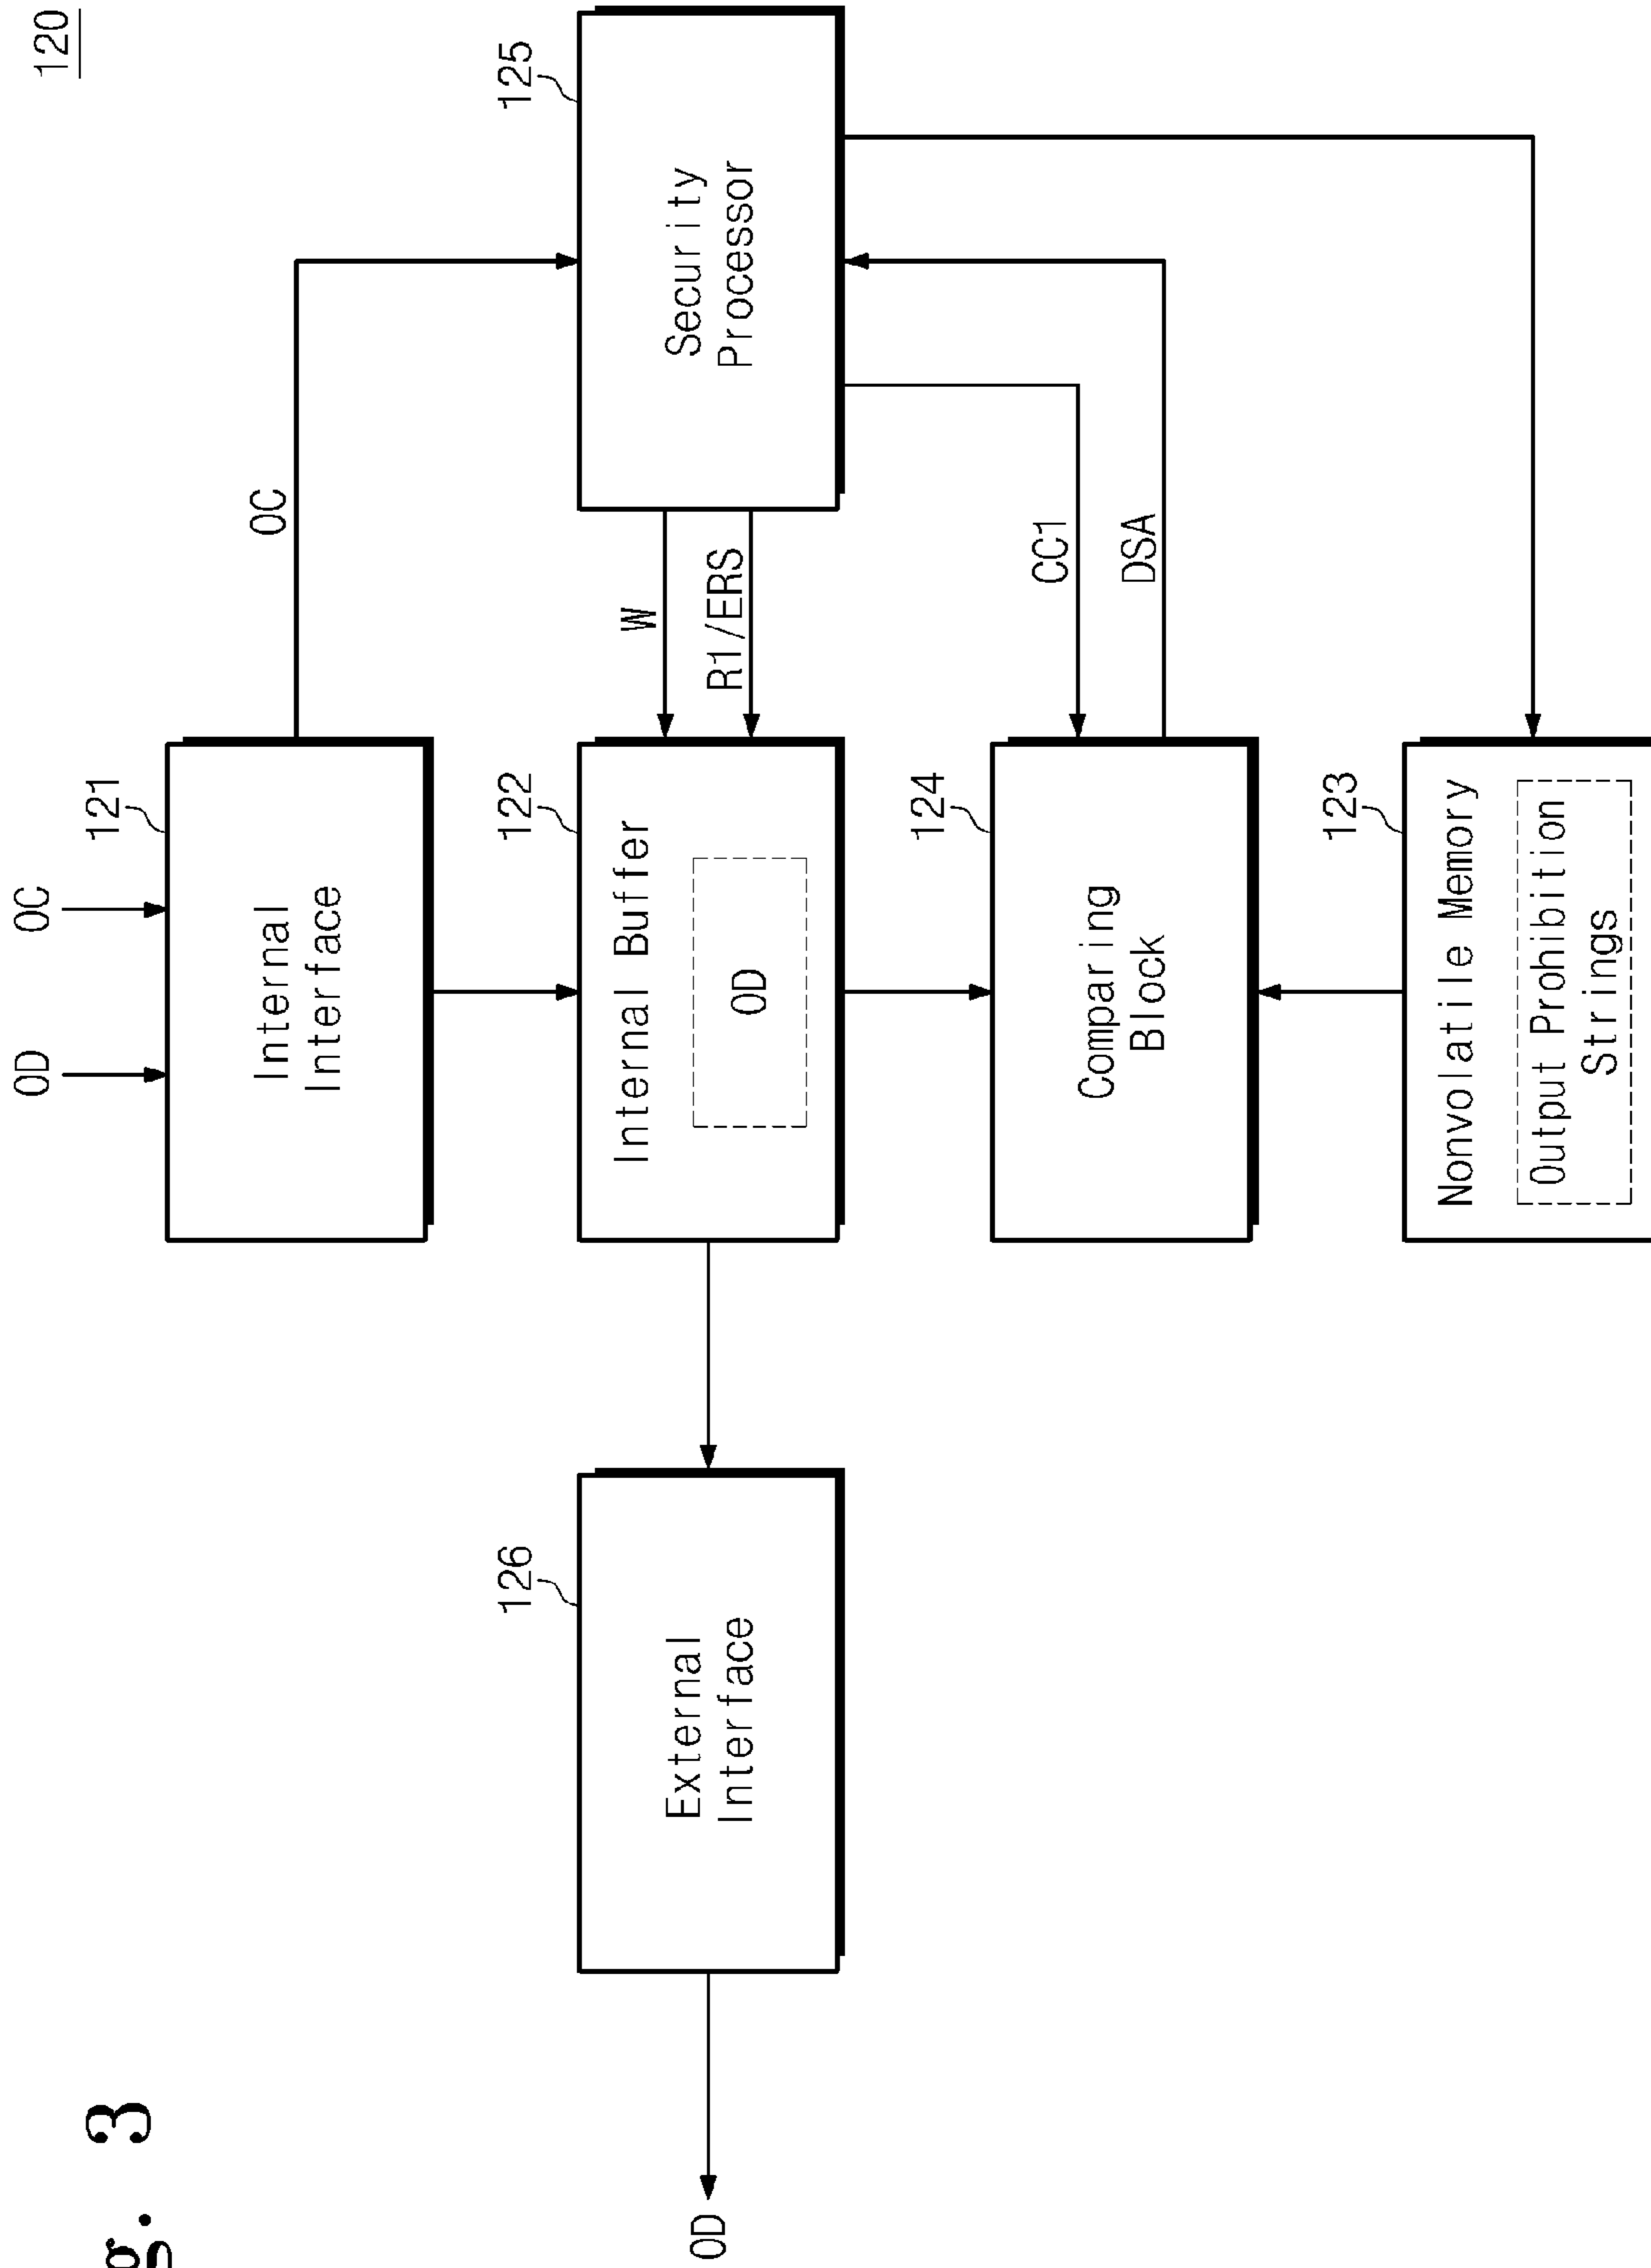 g. 3
120
OD
OC
121
Internal
Interface
OC
126
External
Interface
OD
122
Internal Buffer
OD
W
R1/ERS
125
Security
Processor
124
Comparing
Block
CC1
DSA
123
Nonvolatile Memory
Output Prohibition
Strings